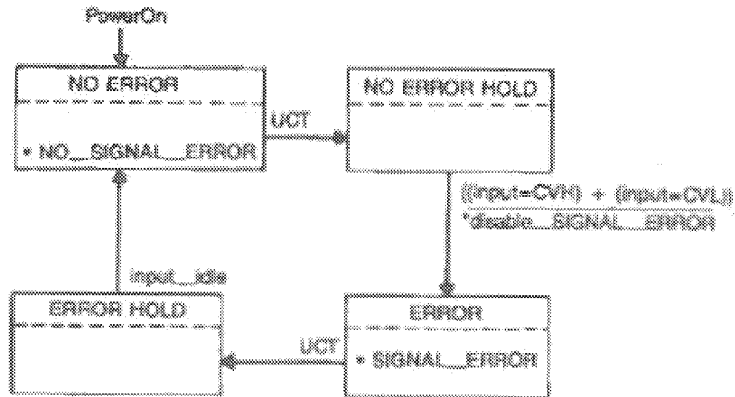 PowerOn
NO ERROR
* NO_SIGNAL_ERROR
UCT
NO ERROR HOLD
((input=CVH) + (input=CVL))
*disable_SIGNAL_ERROR
input_idle
ERROR HOLD
UCT
ERROR
* SIGNAL_ERROR